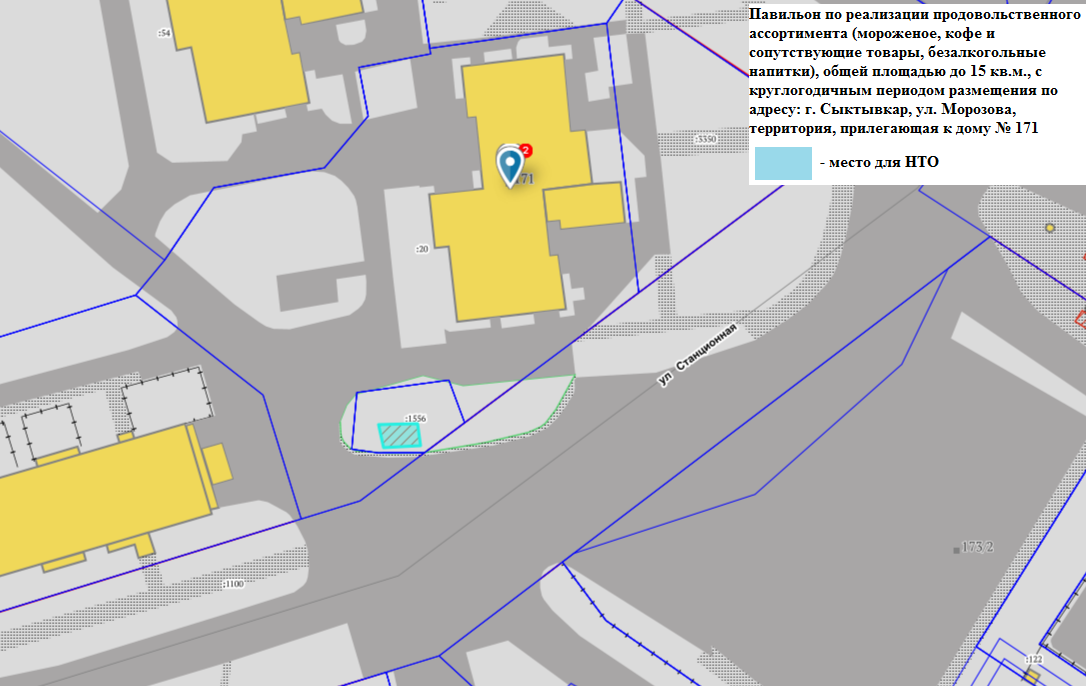 Павильон по реализации продовольственного
ассортимента (мороженое, кофе и
сопутствующие товары, безалкогольные
напитки), общей площадью до 15 кв.м., с
круглогодичным периодом размещения по
адресу: г. Сыктывкар, ул. Морозова,
территория, прилегающая к дому № 171
- место для НТО
:54
:3350
2
171
:20
ул Станционная
:1556
173,2
:1100
:122